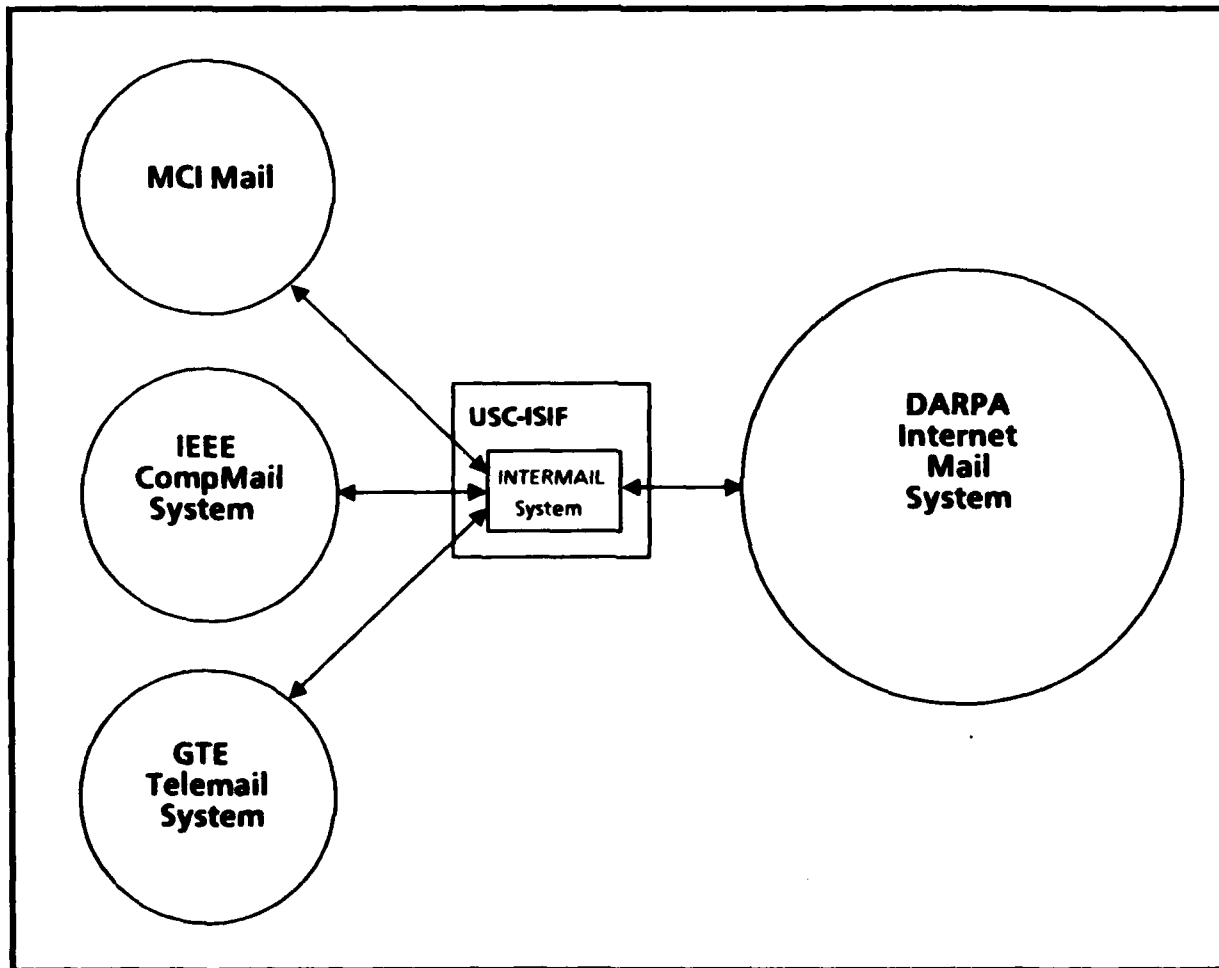 MCI Mail
IEEE
CompMail
System
GTE
Telemail
System
USC-ISIF
INTERMAIL
System
DARPA
Internet
Mail
System